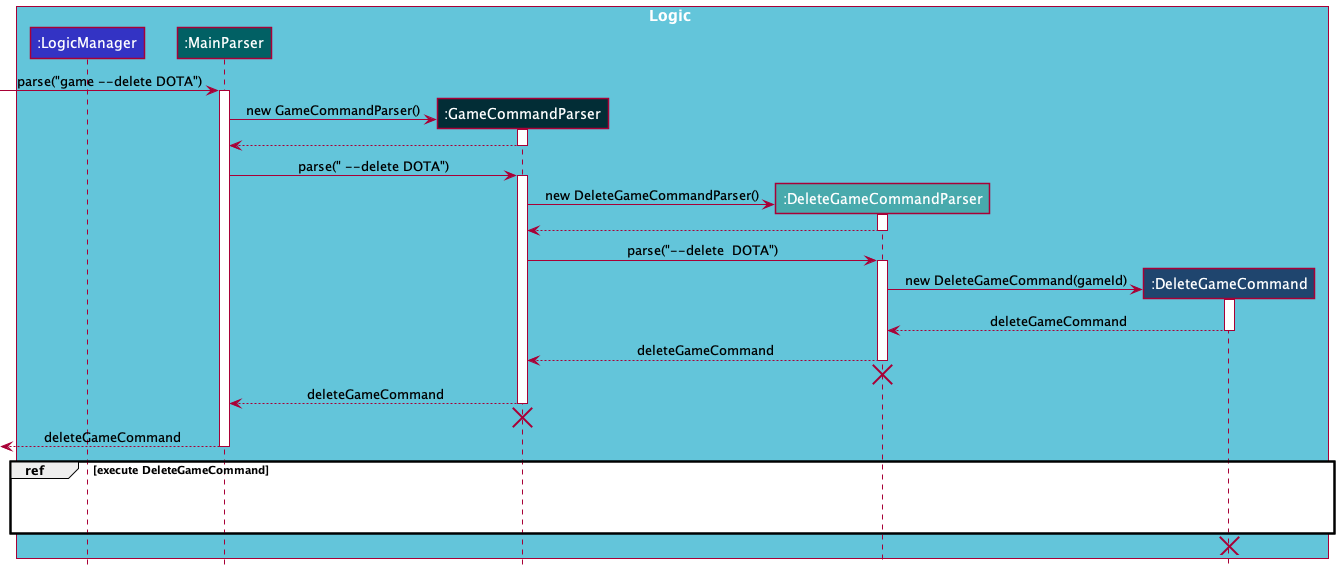 Logic
:LogicManager
:MainParser
parse("game --delete DOTA")
new GameCommandParser()
:GameCommandParser
parse(" --delete DOTA")
new DeleteGameCommandParser()
:DeleteGameCommandParser
parse("--delete  DOTA")
new DeleteGameCommand(gameId)
:DeleteGameCommand
deleteGameCommand
deleteGameCommand
deleteGameCommand
deleteGameCommand
ref
[execute DeleteGameCommand]